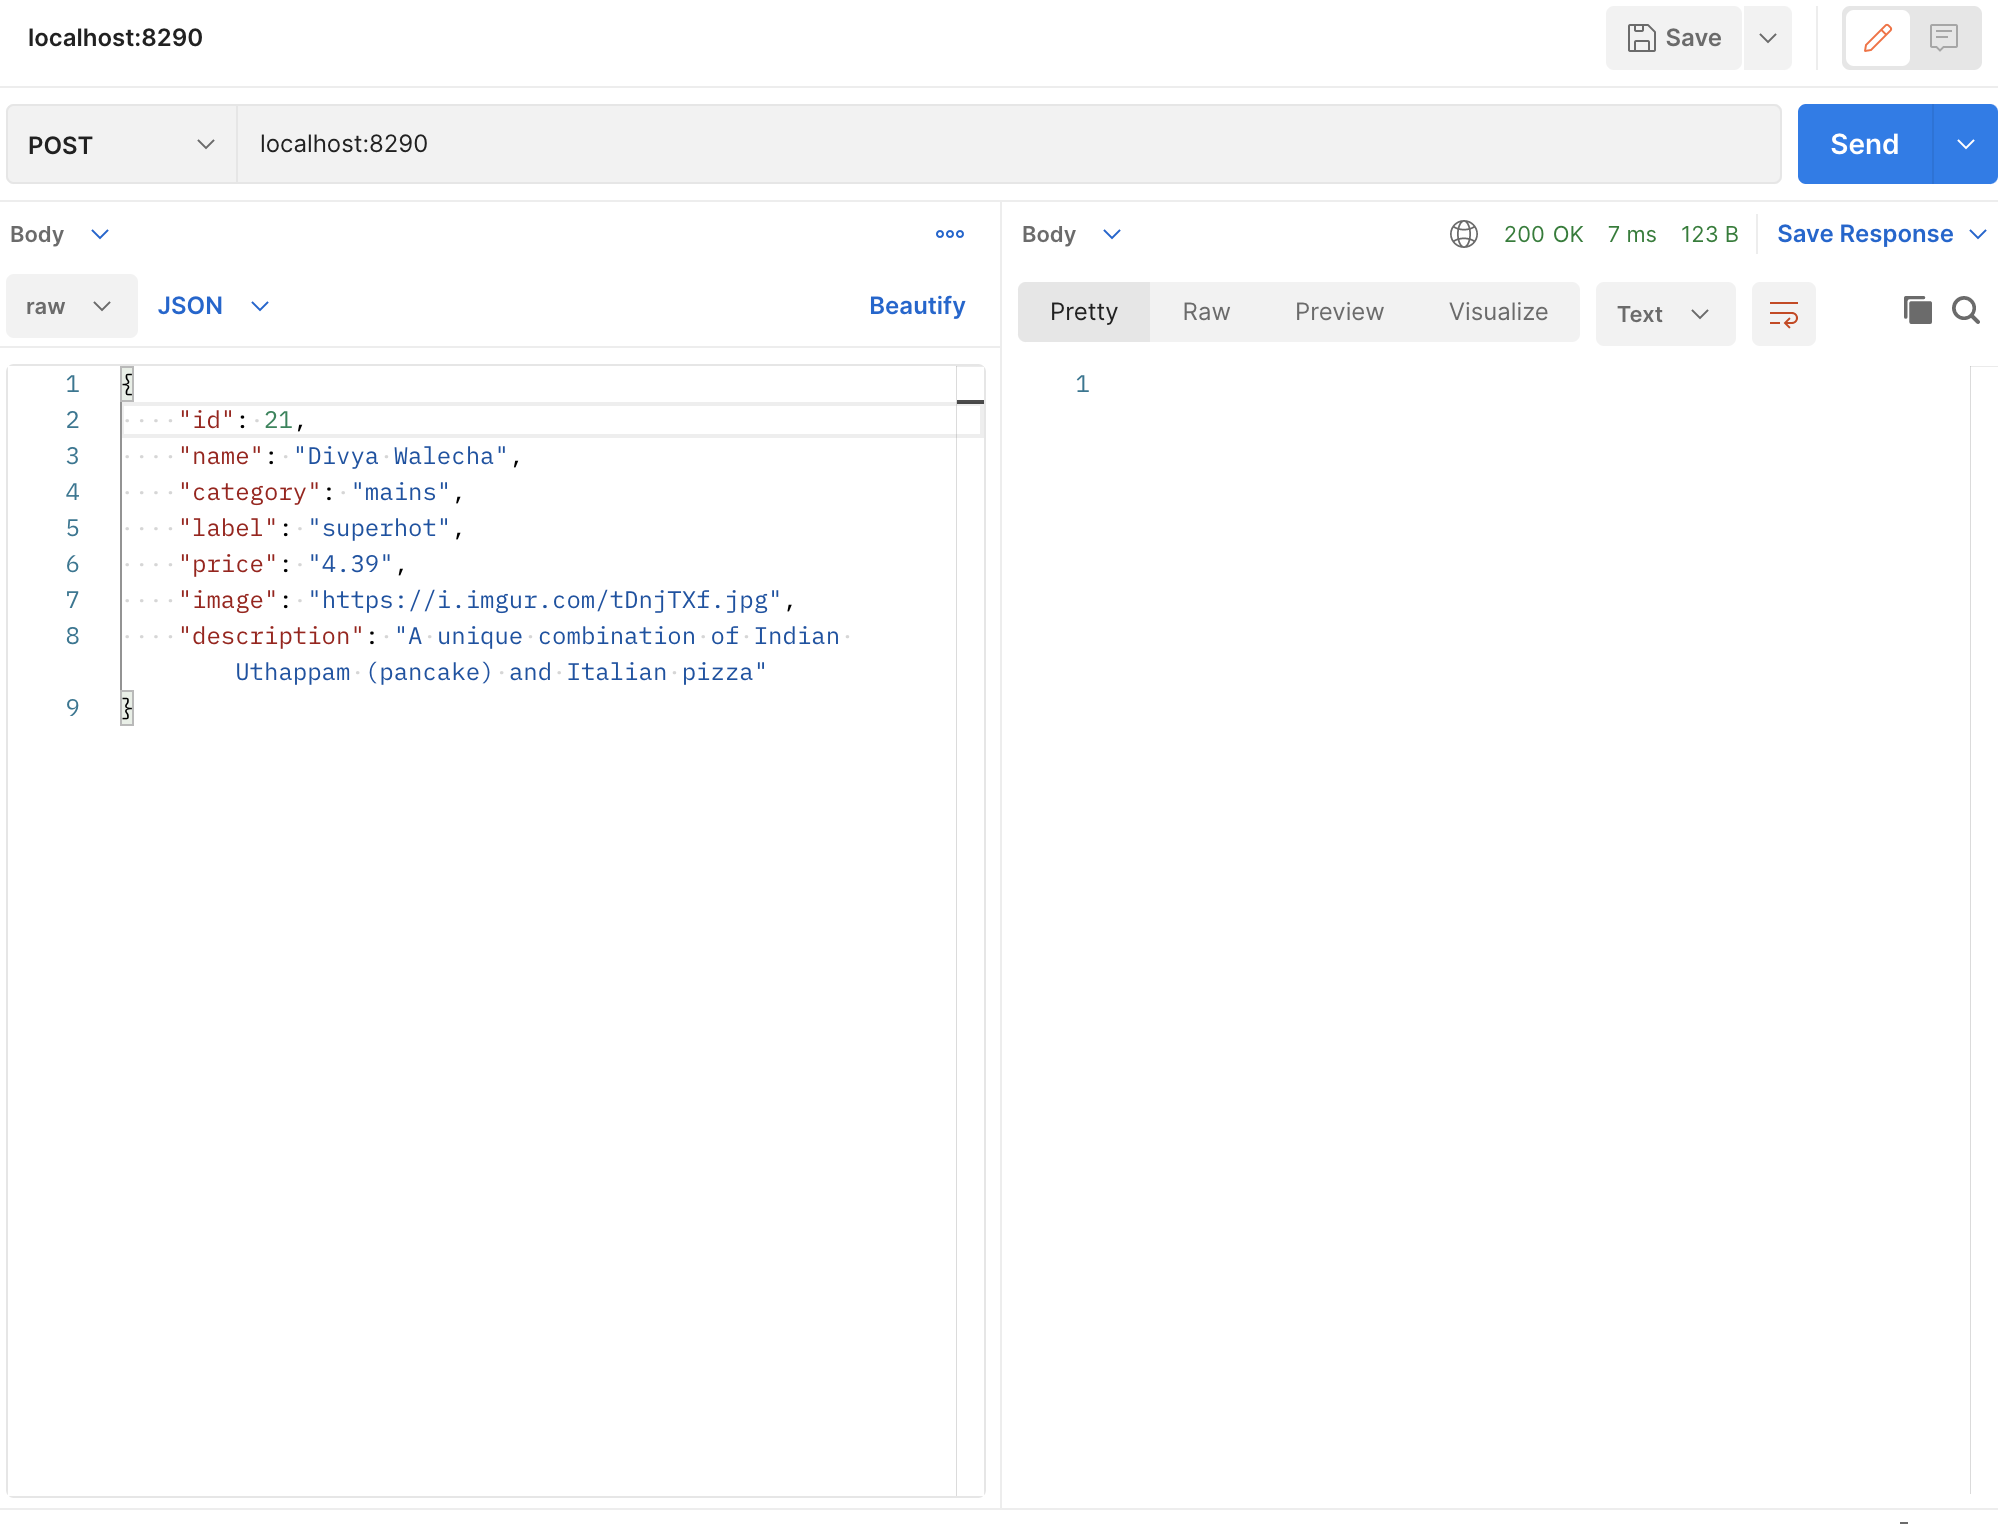 localhost:8290
Save
POST
localhost:8290
Send
Body
raw
JSON
Beautify
1 {
2 "id": 21,
3 "name": "Divya Walecha",
4 "category": "mains",
5 "label": "superhot",
6 "price": "4.39",
7 "image": "https://i.imgur.com/tDnjTXf.jpg",
8 "description": "A unique combination of Indian
Uthappam (pancake) and Italian pizza"
9 }
Body
200 OK 7 ms 123 B Save Response
Pretty Raw Preview Visualize Text
1